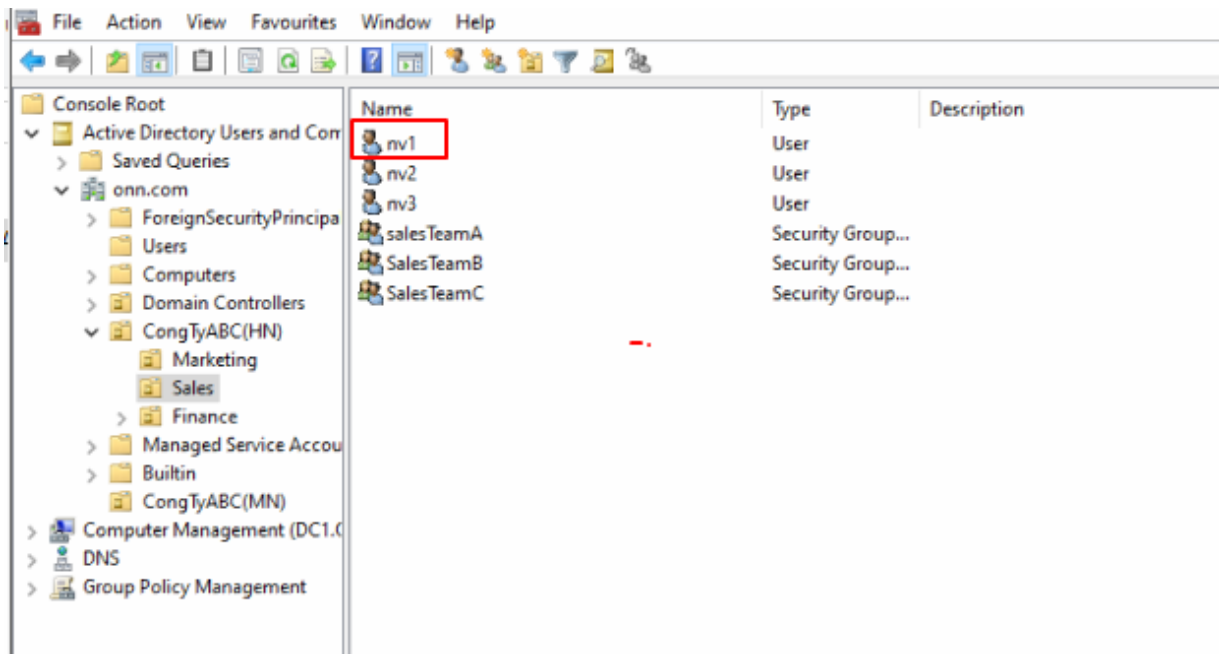 File Action View Favourites Window Help
Console Root
Active Directory Users and Com
Saved Queries
onn.com
ForeignSecurityPrincipa
Users
Computers
Domain Controllers
CongTyABC(HN)
Marketing
Sales
Finance
Managed Service Accou
Builtin
CongTyABC(MN)
Computer Management (DC1.
DNS
Group Policy Management
Name Type Description
nv1 User
nv2 User
nv3 User
salesTeamA Security Group...
SalesTeamB Security Group...
SalesTeamC Security Group...